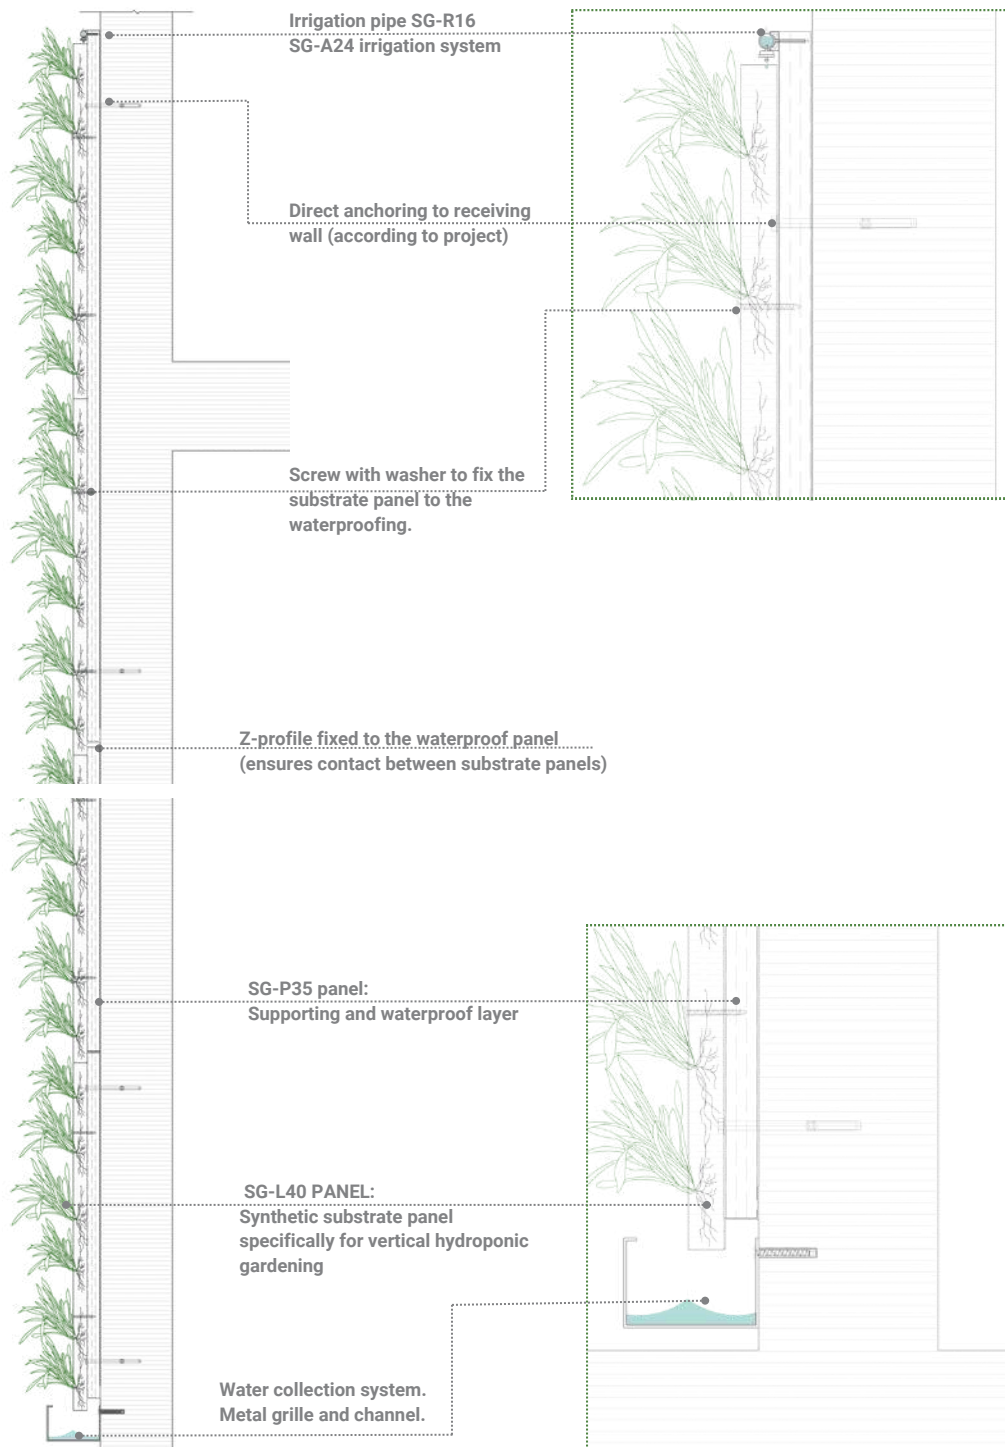 Irrigation pipe SG-R16
SG-A24 irrigation system
Direct anchoring to receiving
wall (according to project)
Screw with washer to fix the
substrate panel to the
waterproofing.
Z-profile fixed to the waterproof panel
(ensures contact between substrate panels)
SG-P35 panel:
Supporting and waterproof layer
SG-L40 PANEL:
Synthetic substrate panel
specifically for vertical hydroponic
gardening
Water collection system.
Metal grille and channel.